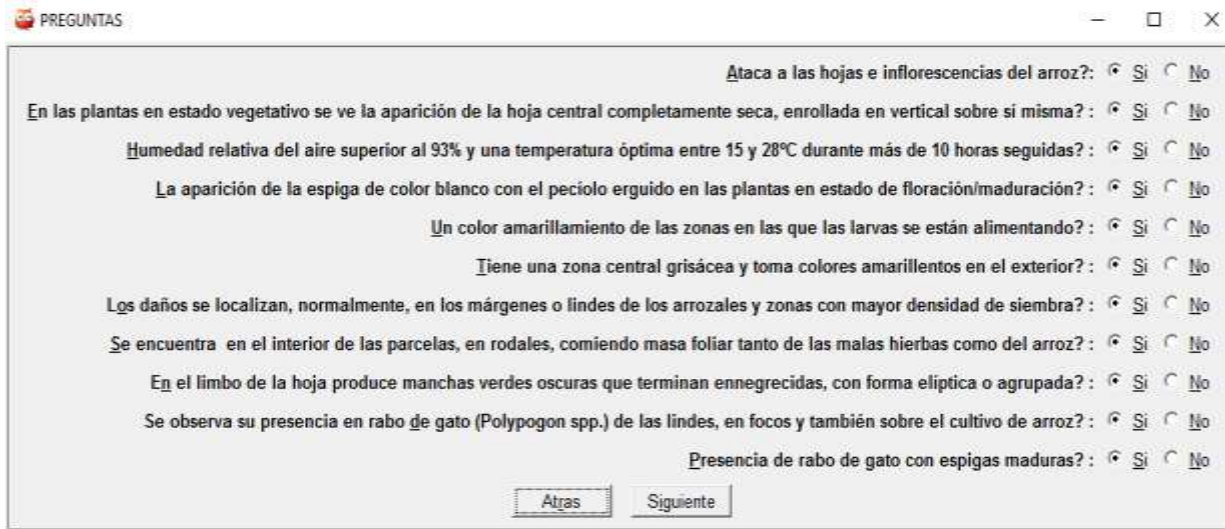 PREGUNTAS
Ataca a las hojas e inflorescencias del arroz?: Si No
En las plantas en estado vegetativo se ve la aparición de la hoja central completamente seca, enrollada en vertical sobre sí misma? : Si No
Humedad relativa del aire superior al 93% y una temperatura óptima entre 15 y 28ºC durante más de 10 horas seguidas? : Si No
La aparición de la espiga de color blanco con el pecíolo erguido en las plantas en estado de floración/maduración? : Si No
Un color amarillamiento de las zonas en las que las larvas se están alimentando? : Si No
Tiene una zona central grisácea y toma colores amarillentos en el exterior? : Si No
Los daños se localizan, normalmente, en los márgenes o lindes de los arrozales y zonas con mayor densidad de siembra? : Si No
Se encuentra en el interior de las parcelas, en rodales, comiendo masa foliar tanto de las malas hierbas como del arroz? : Si No
En el limbo de la hoja produce manchas verdes oscuras que terminan ennegrecidas, con forma elíptica o agrupada? : Si No
Se observa su presencia en rabo de gato (Polypogon spp.) de las lindes, en focos y también sobre el cultivo de arroz? : Si No
Presencia de rabo de gato con espigas maduras? : Si No
Atras Siguiente